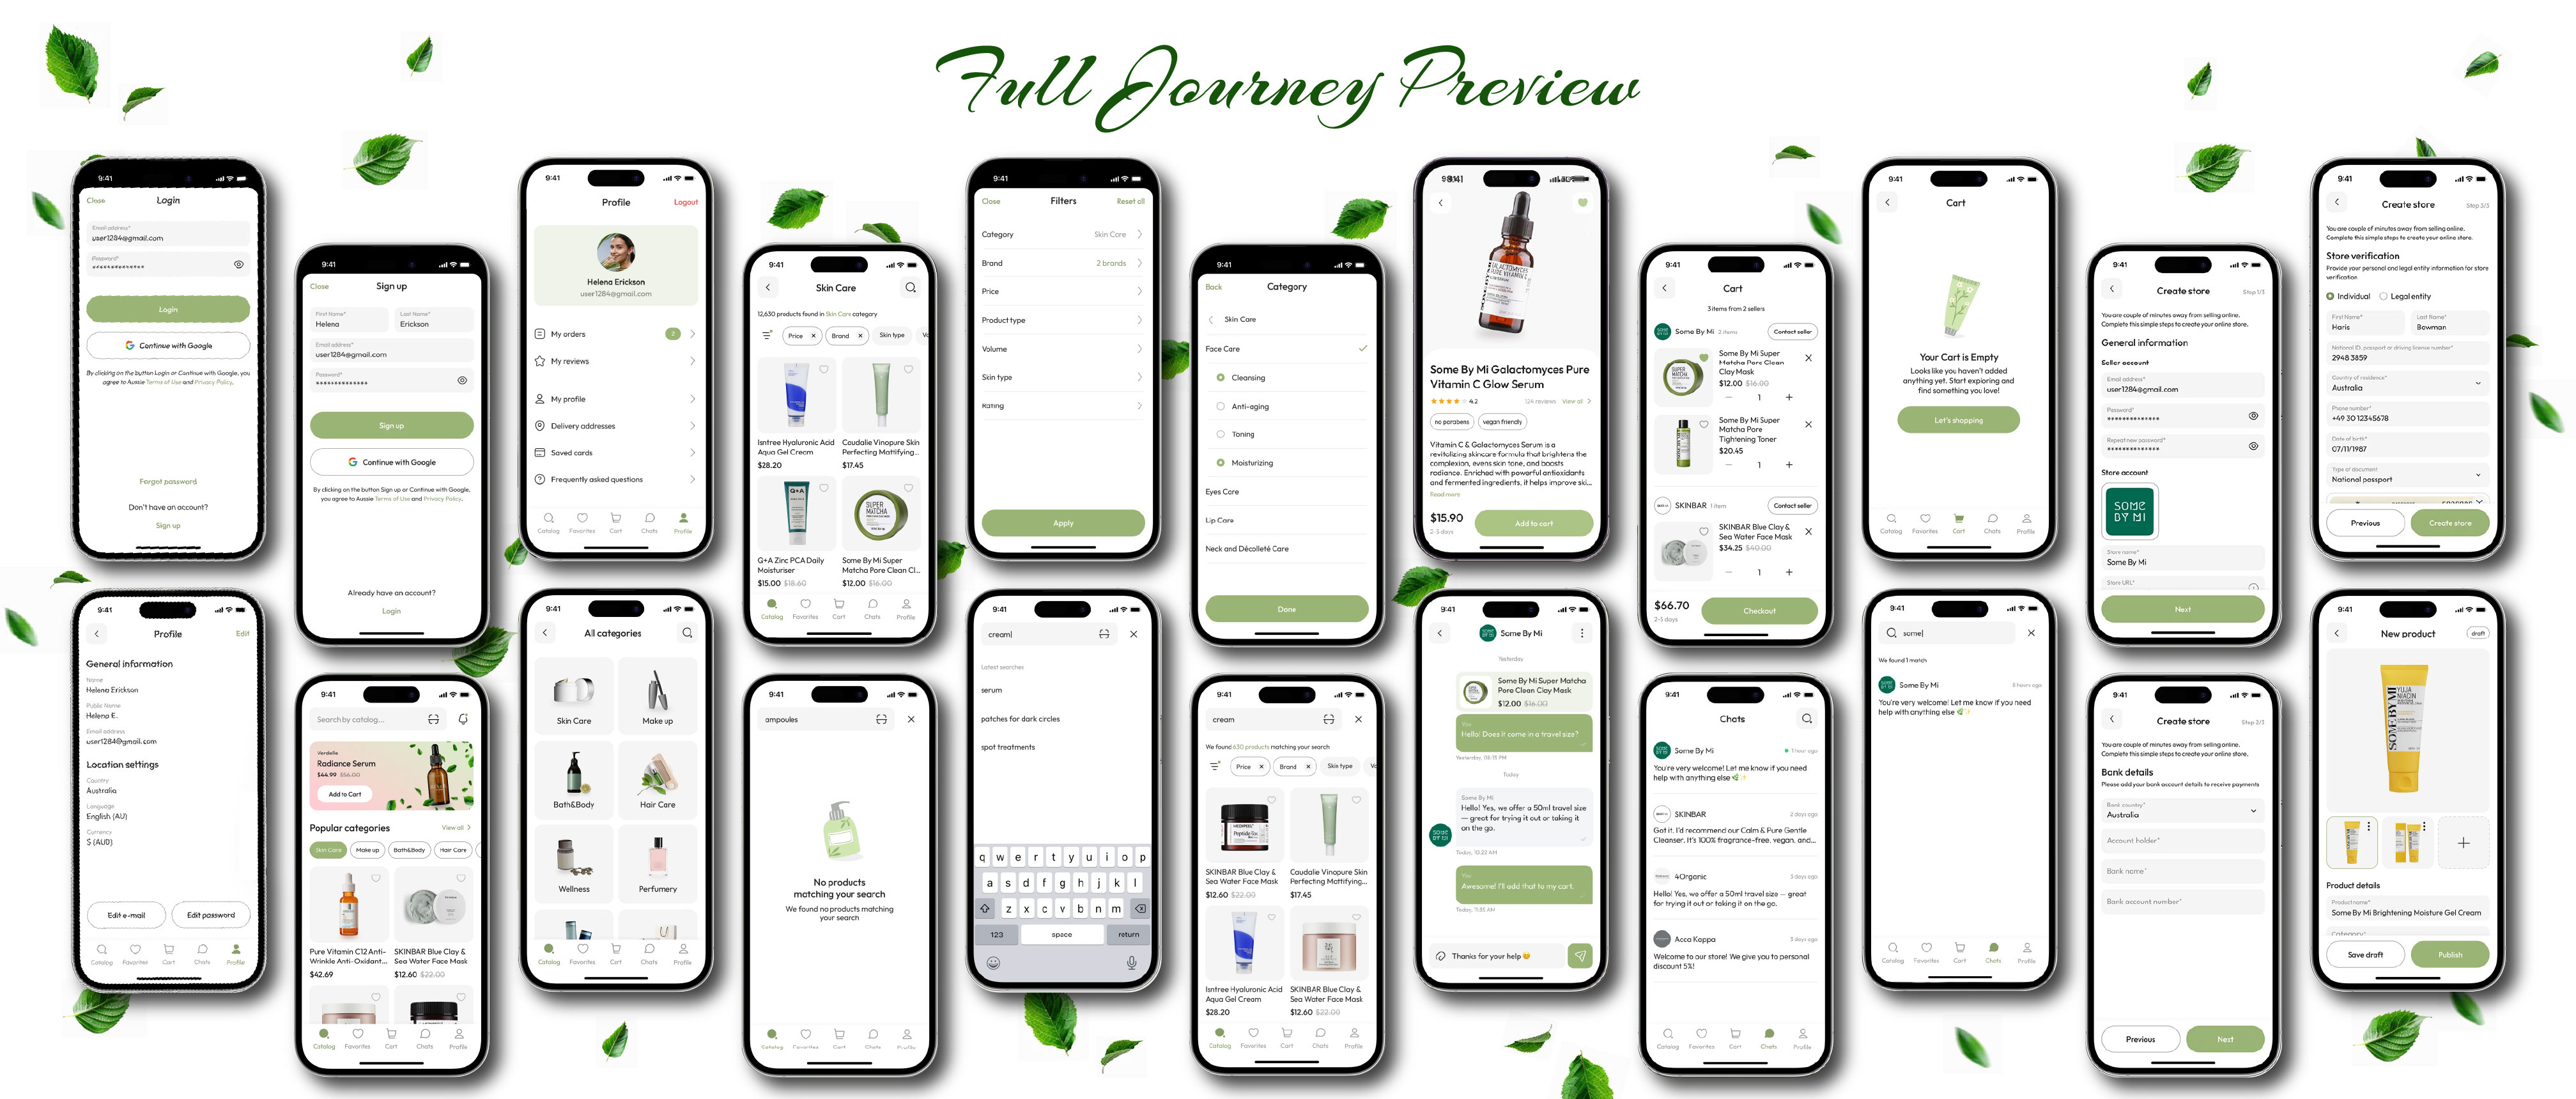 Full Journey Preview
9:41
Close
Login
Email address*
user1284@gmail.com
Password*
**************
Login
Continue with Google
By clicking on the button Login or Continue with Google, you
agree to Aussie Terms of Use and Privacy Policy.
Forgot password
Don't have an account?
Sign up
9:41
Close
Sign up
First Name*
Helena
Last Name*
Erickson
Email address*
user1284@gmail.com
Password*
**************
Sign up
Continue with Google
By clicking on the button Sign up or Continue with Google,
you agree to Aussie Terms of Use and Privacy Policy.
Already have an account?
Login
9:41
Profile
Logout
Helena Erickson
user1284@gmail.com
My orders
2
My reviews
My profile
Delivery addresses
Saved cards
Frequently asked questions
Catalog
Favorites
Cart
Chats
Profile
9:41
Skin Care
12,630 products found in Skin Care category
Price
Brand
Skin type
Isntree Hyaluronic Acid
Aqua Gel Cream
$28.20
Caudalie Vinopure Skin
Perfecting Mattifying...
$17.45
Q+A
SUPER
MATCHA
Q+A Zinc PCA Daily
Moisturiser
$15.00 $18.60
Some By Mi Super
Matcha Pore Clean Cl...
$12.00 $16.00
Catalog
Favorites
Cart
Chats
Profile
9:41
Close
Filters
Reset all
Category
Skin Care
Brand
2 brands
Price
Product type
Volume
Skin type
Rating
Apply
9:41
Back
Category
Skin Care
Face Care
Cleansing
Anti-aging
Toning
Moisturizing
Eyes Care
Lip Care
Neck and Décolleté Care
Done
Some By Mi Galactomyces Pure
Vitamin C Glow Serum
4.2
124 reviews
View all
no parabens
vegan friendly
Vitamin C & Galactomyces Serum is a
revitalizing skincare formula that brightens the
complexion, evens skin tone, and boosts
radiance. Enriched with powerful antioxidants
and fermented ingredients, it helps improve ski...
Read more
$15.90
2-5 days
Add to cart
9:41
Cart
3 items from 2 sellers
Some By Mi 2 items
Contact seller
Some By Mi Super
Matcha Pore Clean
Clay Mask
$12.00 $16.00
1
Some By Mi Super
Matcha Pore
Tightening Toner
$20.45
1
SKINBAR 1 item
Contact seller
SKINBAR Blue Clay &
Sea Water Face Mask
$34.25 $40.00
1
$66.70
2-5 days
Checkout
9:41
Cart
Your Cart is Empty
Looks like you haven't added
anything yet. Start exploring and
find something you love!
Let's shopping
Catalog
Favorites
Cart
Chats
Profile
9:41
Create store
Step 1/3
You are couple of minutes away from selling online.
Complete this simple steps to create your online store.
General information
Seller account
Email address*
user1284@gmail.com
Password*
**************
Repeat new password*
**************
Store account
SOME
BY MI
Store name*
Some By Mi
Store URL*
Next
9:41
Create store
Step 3/3
You are couple of minutes away from selling online.
Complete this simple steps to create your online store.
Store verification
Provide your personal and legal entity information for store
verification
Individual
Legal entity
First Name*
Haris
Last Name*
Bowman
National ID, passport or driving license number*
2948 3859
Country of residence*
Australia
Phone number*
+49 30 12345678
Date of birth*
07/11/1987
Type of document
National passport
Previous
Create store
9:41
Profile
Edit
General information
Name
Helena Erickson
Public Name
Helena E.
Email address
user1284@gmail.com
Location settings
Country
Australia
Language
English (AU)
Currency
$ (AUD)
Edit e-mail
Edit password
Catalog
Favorites
Cart
Chats
Profile
9:41
Search by catalog...
Verdelle
Radiance Serum
$44.99 $56.00
Add to Cart
Popular categories
View all
Skin Care
Make up
Bath&Body
Hair Care
Pure Vitamin C12 Anti-
Wrinkle Anti-Oxidant...
$42.69
SKINBAR Blue Clay &
Sea Water Face Mask
$12.60 $22.00
Catalog
Favorites
Cart
Chats
Profile
9:41
All categories
Skin Care
Make up
Bath&Body
Hair Care
Wellness
Perfumery
Catalog
Favorites
Cart
Chats
Profile
9:41
ampoules
No products
matching your search
We found no products matching
your search
Catalog
Favorites
Cart
Chats
Profile
9:41
cream
Latest searches
serum
patches for dark circles
spot treatments
q w e r t y u i o p
a s d f g h j k l
z x c v b n m
123
space
return
9:41
cream
We found 630 products matching your search
Price
Brand
Skin type
SKINBAR Blue Clay &
Sea Water Face Mask
$12.60 $22.00
Caudalie Vinopure Skin
Perfecting Mattifying...
$17.45
Isntree Hyaluronic Acid
Aqua Gel Cream
$28.20
SKINBAR Blue Clay &
Sea Water Face Mask
$12.60 $22.00
Catalog
Favorites
Cart
Chats
Profile
9:41
Some By Mi
Yesterday
Some By Mi Super Matcha
Pore Clean Clay Mask
$12.00 $16.00
You
Hello! Does it come in a travel size?
Yesterday, 08:15 PM
Today
Some By Mi
Hello! Yes, we offer a 50ml travel size
— great for trying it out or taking it
on the go.
Today, 10:20 AM
You
Awesome! I'll add that to my cart.
Today, 11:35 AM
Thanks for your help 😊
9:41
Chats
Some By Mi
1 hour ago
You're very welcome! Let me know if you need
help with anything else 🌿✨
SKINBAR
2 days ago
Got it. I'd recommend our Calm & Pure Gentle
Cleanser. It's 100% fragrance-free, vegan, and...
4Organic
3 days ago
Hello! Yes, we offer a 50ml travel size — great
for trying it out or taking it on the go.
Acca Kappa
3 days ago
Welcome to our store! We give you to personal
discount 5%!
Catalog
Favorites
Cart
Chats
Profile
9:41
some
We found 1 match
Some By Mi
8 hours ago
You're very welcome! Let me know if you need
help with anything else 🌿✨
Catalog
Favorites
Cart
Chats
Profile
9:41
Create store
Step 2/3
You are couple of minutes away from selling online.
Complete this simple steps to create your online store.
Bank details
Please add your bank account details to receive payments
Bank country*
Australia
Account holder*
Bank name*
Bank account number*
Previous
Next
9:41
New product
draft
SOME BY MI
YUJA
NIACIN
Product details
Product name*
Some By Mi Brightening Moisture Gel Cream
Category*
Save draft
Publish